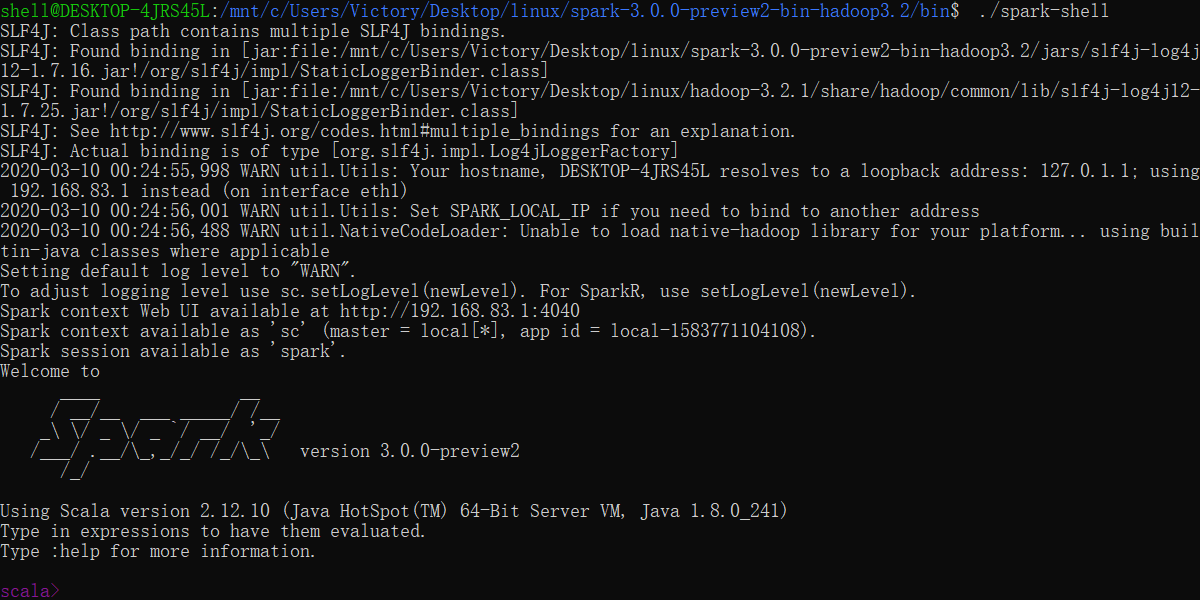 shell@DESKTOP-4JRS45L:/mnt/c/Users/Victory/Desktop/linux/spark-3.0.0-preview2-bin-hadoop3.2/bin$  ./spark-shell
SLF4J: Class path contains multiple SLF4J bindings.
SLF4J: Found binding in [jar:file:/mnt/c/Users/Victory/Desktop/linux/spark-3.0.0-preview2-bin-hadoop3.2/jars/slf4j-log4j
12-1.7.16.jar!/org/slf4j/impl/StaticLoggerBinder.class]
SLF4J: Found binding in [jar:file:/mnt/c/Users/Victory/Desktop/linux/hadoop-3.2.1/share/hadoop/common/lib/slf4j-log4j12-
1.7.25.jar!/org/slf4j/impl/StaticLoggerBinder.class]
SLF4J: See http://www.slf4j.org/codes.html#multiple_bindings for an explanation.
SLF4J: Actual binding is of type [org.slf4j.impl.Log4jLoggerFactory]
2020-03-10 00:24:55,998 WARN util.Utils: Your hostname, DESKTOP-4JRS45L resolves to a loopback address: 127.0.1.1; using
 192.168.83.1 instead (on interface eth1)
2020-03-10 00:24:56,001 WARN util.Utils: Set SPARK_LOCAL_IP if you need to bind to another address
2020-03-10 00:24:56,488 WARN util.NativeCodeLoader: Unable to load native-hadoop library for your platform... using buil
tin-java classes where applicable
Setting default log level to "WARN".
To adjust logging level use sc.setLogLevel(newLevel). For SparkR, use setLogLevel(newLevel).
Spark context Web UI available at http://192.168.83.1:4040
Spark context available as 'sc' (master = local[*], app id = local-1583771104108).
Spark session available as 'spark'.
Welcome to
      ____              __
     / __/__  ___ _____/ /__
    _\ \/ _ \/ _ `/ __/  '_/
   /___/ .__/\_,_/_/ /_/\_\   version 3.0.0-preview2
      /_/
Using Scala version 2.12.10 (Java HotSpot(TM) 64-Bit Server VM, Java 1.8.0_241)
Type in expressions to have them evaluated.
Type :help for more information.
scala>